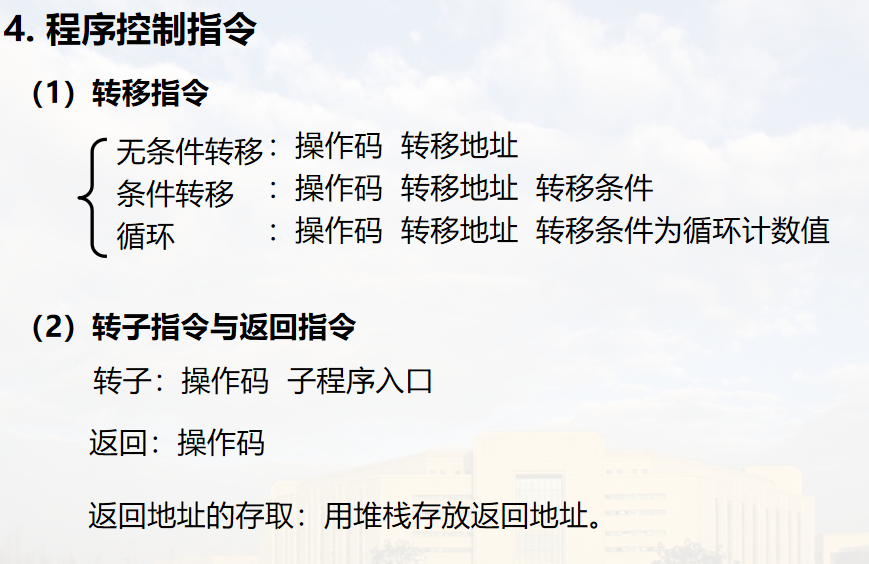 4. 程序控制指令
（1）转移指令
无条件转移：操作码 转移地址
条件转移：操作码 转移地址 转移条件
循环：操作码 转移地址 转移条件为循环计数值
（2）转子指令与返回指令
转子：操作码 子程序入口
返回：操作码
返回地址的存取：用堆栈存放返回地址。